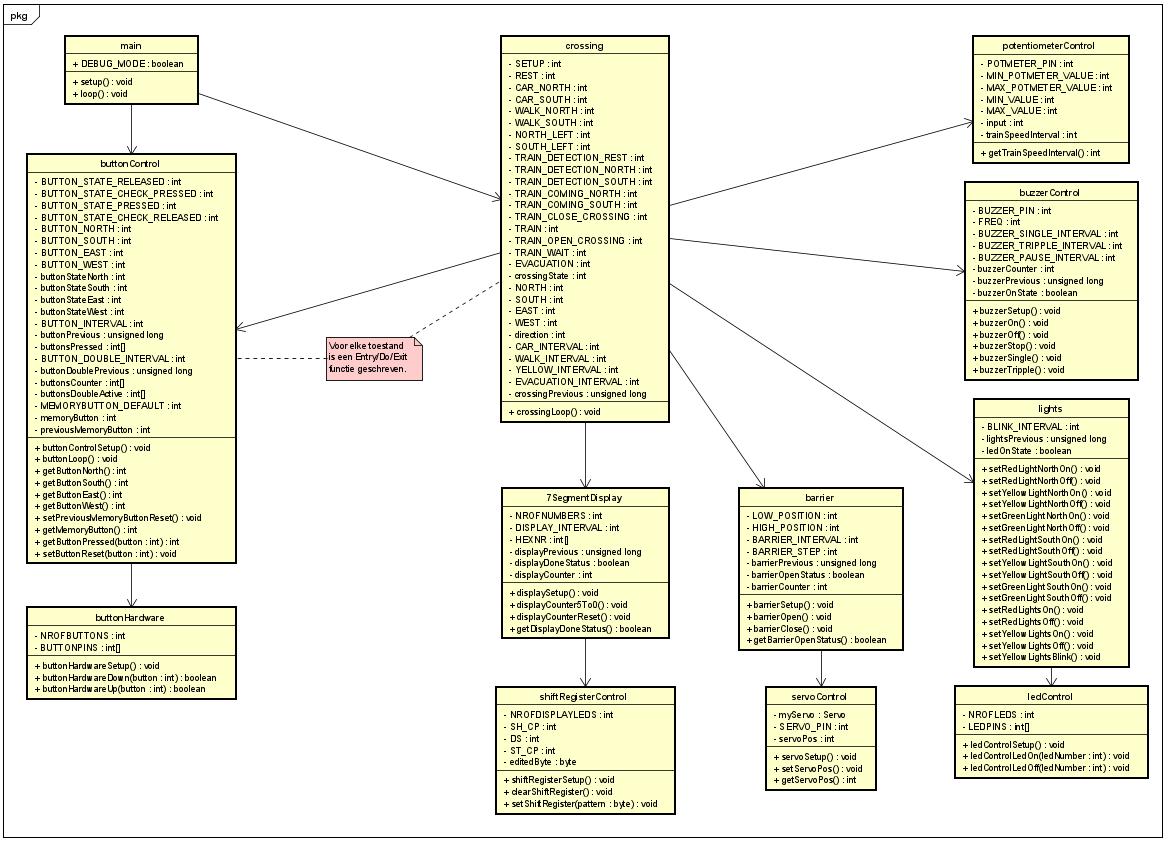 pkg
main
+ DEBUG_MODE : boolean
+ setup() : void
+ loop() : void
buttonControl
- BUTTON_STATE_RELEASED : int
- BUTTON_STATE_CHECK_PRESSED : int
- BUTTON_STATE_PRESSED : int
- BUTTON_STATE_CHECK_RELEASED : int
- BUTTON_NORTH : int
- BUTTON_SOUTH : int
- BUTTON_EAST : int
- BUTTON_WEST : int
- buttonStateNorth : int
- buttonStateSouth : int
- buttonStateEast : int
- buttonStateWest : int
- BUTTON_INTERVAL : int
- buttonPrevious : unsigned long
- buttonsPressed : int[]
- BUTTON_DOUBLE_INTERVAL : int
- buttonDoublePrevious : unsigned long
- buttonsCounter : int[]
- buttonsDoubleActive : int[]
- MEMORYBUTTON_DEFAULT : int
- memoryButton : int
- previousMemoryButton : int
+ buttonControlSetup() : void
+ buttonLoop() : void
+ getButtonNorth() : int
+ getButtonSouth() : int
+ getButtonEast() : int
+ getButtonWest() : int
+ setPreviousMemoryButtonReset() : void
+ getMemoryButton() : int
+ getButtonPressed(button : int) : int
+ setButtonReset(button : int) : void
buttonHardware
- NROFBUTTONS : int
- BUTTONPINS : int[]
+ buttonHardwareSetup() : void
+ buttonHardwareDown(button : int) : boolean
+ buttonHardwareUp(button : int) : boolean
Voor elke toestand
is een Entry/Do/Exit
functie geschreven.
crossing
- SETUP : int
- REST : int
- CAR_NORTH : int
- CAR_SOUTH : int
- WALK_NORTH : int
- WALK_SOUTH : int
- NORTH_LEFT : int
- SOUTH_LEFT : int
- TRAIN_DETECTION_REST : int
- TRAIN_DETECTION_NORTH : int
- TRAIN_DETECTION_SOUTH : int
- TRAIN_COMING_NORTH : int
- TRAIN_COMING_SOUTH : int
- TRAIN_CLOSE_CROSSING : int
- TRAIN : int
- TRAIN_OPEN_CROSSING : int
- TRAIN_WAIT : int
- EVACUATION : int
- crossingState : int
- NORTH : int
- SOUTH : int
- EAST : int
- WEST : int
- direction : int
- CAR_INTERVAL : int
- WALK_INTERVAL : int
- YELLOW_INTERVAL : int
- EVACUATION_INTERVAL : int
- crossingPrevious : unsigned long
+ crossingLoop() : void
7SegmentDisplay
- NROFNUMBERS : int
- DISPLAY_INTERVAL : int
- HEXNR : int[]
- displayPrevious : unsigned long
- displayDoneStatus : boolean
- displayCounter : int
+ displaySetup() : void
+ displayCounter5To0() : void
+ displayCounterReset() : void
+ getDisplayDoneStatus() : boolean
shiftRegisterControl
- NROFDISPLAYLEDS : int
- SH_CP : int
- DS : int
- ST_CP : int
- editedByte : byte
+ shiftRegisterSetup() : void
+ clearShiftRegister() : void
+ setShiftRegister(pattern : byte) : void
barrier
- LOW_POSITION : int
- HIGH_POSITION : int
- BARRIER_INTERVAL : int
- BARRIER_STEP : int
- barrierPrevious : unsigned long
- barrierOpenStatus : boolean
- barrierCounter : int
+ barrierSetup() : void
+ barrierOpen() : void
+ barrierClose() : void
+ getBarrierOpenStatus() : boolean
servoControl
- myServo : Servo
- SERVO_PIN : int
- servoPos : int
+ servoSetup() : void
+ setServoPos() : void
+ getServoPos() : int
potentiometerControl
- POTMETER_PIN : int
- MIN_POTMETER_VALUE : int
- MAX_POTMETER_VALUE : int
- MIN_VALUE : int
- MAX_VALUE : int
- input : int
- trainSpeedInterval : int
+ getTrainSpeedInterval() : int
buzzerControl
- BUZZER_PIN : int
- FREQ : int
- BUZZER_SINGLE_INTERVAL : int
- BUZZER_TRIPPLE_INTERVAL : int
- BUZZER_PAUSE_INTERVAL : int
- buzzerCounter : int
- buzzerPrevious : unsigned long
- buzzerOnState : boolean
+ buzzerSetup() : void
+ buzzerOn() : void
+ buzzerOff() : void
+ buzzerStop() : void
+ buzzerSingle() : void
+ buzzerTripple() : void
lights
- BLINK_INTERVAL : int
- lightsPrevious : unsigned long
- ledOnState : boolean
+ setRedLightNorthOn() : void
+ setRedLightNorthOff() : void
+ setYellowLightNorthOn() : void
+ setYellowLightNorthOff() : void
+ setGreenLightNorthOn() : void
+ setGreenLightNorthOff() : void
+ setRedLightSouthOn() : void
+ setRedLightSouthOff() : void
+ setYellowLightSouthOn() : void
+ setYellowLightSouthOff() : void
+ setGreenLightSouthOn() : void
+ setGreenLightSouthOff() : void
+ setRedLightsOn() : void
+ setRedLightsOff() : void
+ setYellowLightsOn() : void
+ setYellowLightsOff() : void
+ setYellowLightsBlink() : void
ledControl
- NROFLEDS : int
- LEDPINS : int[]
+ ledControlSetup() : void
+ ledControlLedOn(ledNumber : int) : void
+ ledControlLedOff(ledNumber : int) : void